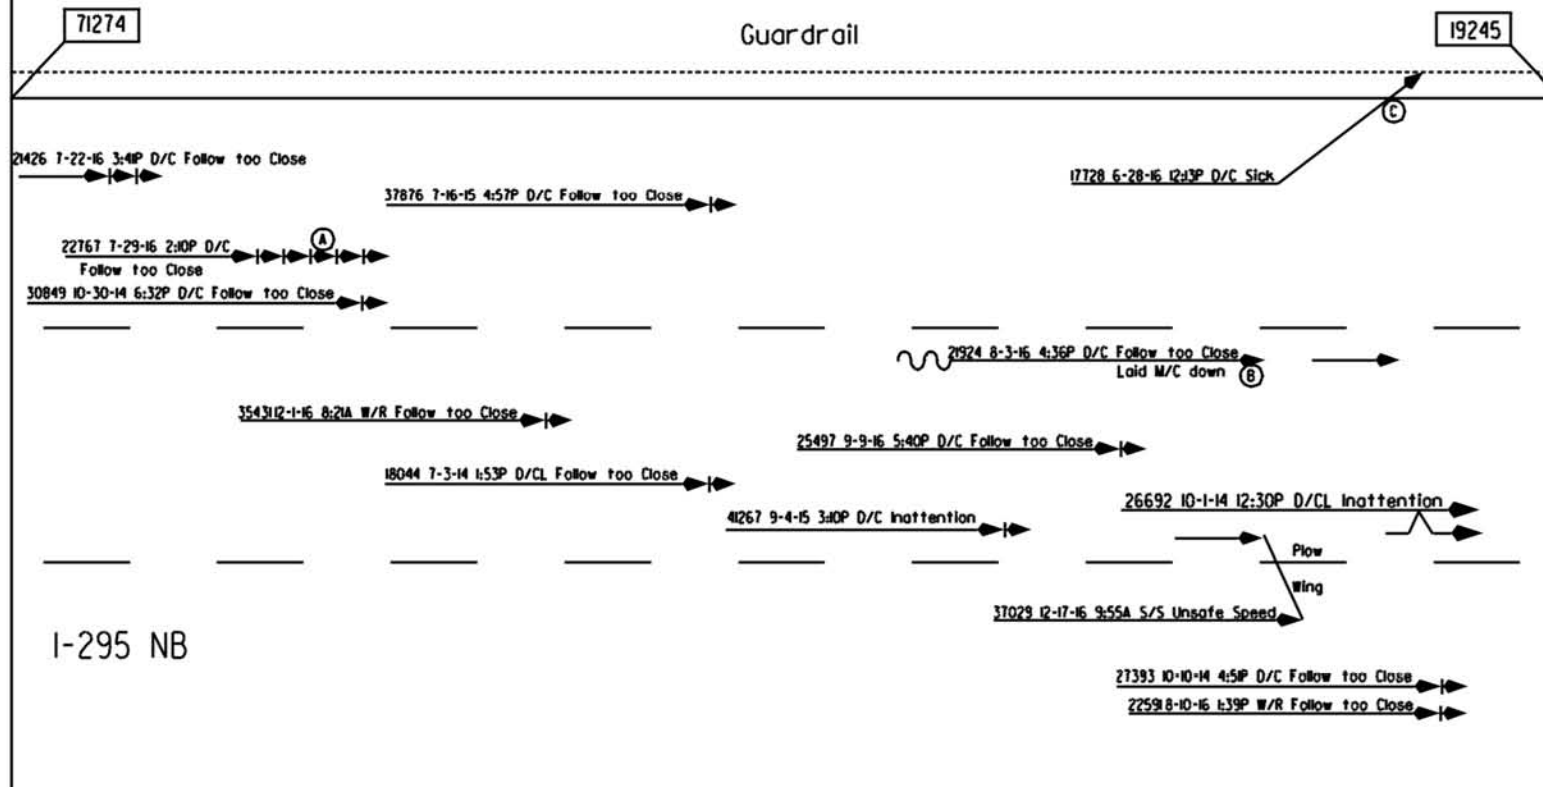 71274
Guardrail
19245
C
21426 7-22-16 3:41P D/C Follow too Close
17728 6-28-16 12:13P D/C Sick
37876 7-16-15 4:57P D/C Follow too Close
A
22767 7-29-16 2:10P D/C
Follow too Close
30849 10-30-14 6:32P D/C Follow too Close
21924 8-3-16 4:36P D/C Follow too Close
Laid M/C down
B
35431 12-1-16 8:21A W/R Follow too Close
25497 9-9-16 5:40P D/C Follow too Close
18044 7-3-14 1:53P D/CL Follow too Close
26692 10-1-14 12:30P D/CL Inattention
41267 9-4-15 3:10P D/C Inattention
Plow
Wing
37029 12-17-16 9:55A S/S Unsafe Speed
I-295 NB
27393 10-10-14 4:51P D/C Follow too Close
22591 8-10-16 1:39P W/R Follow too Close